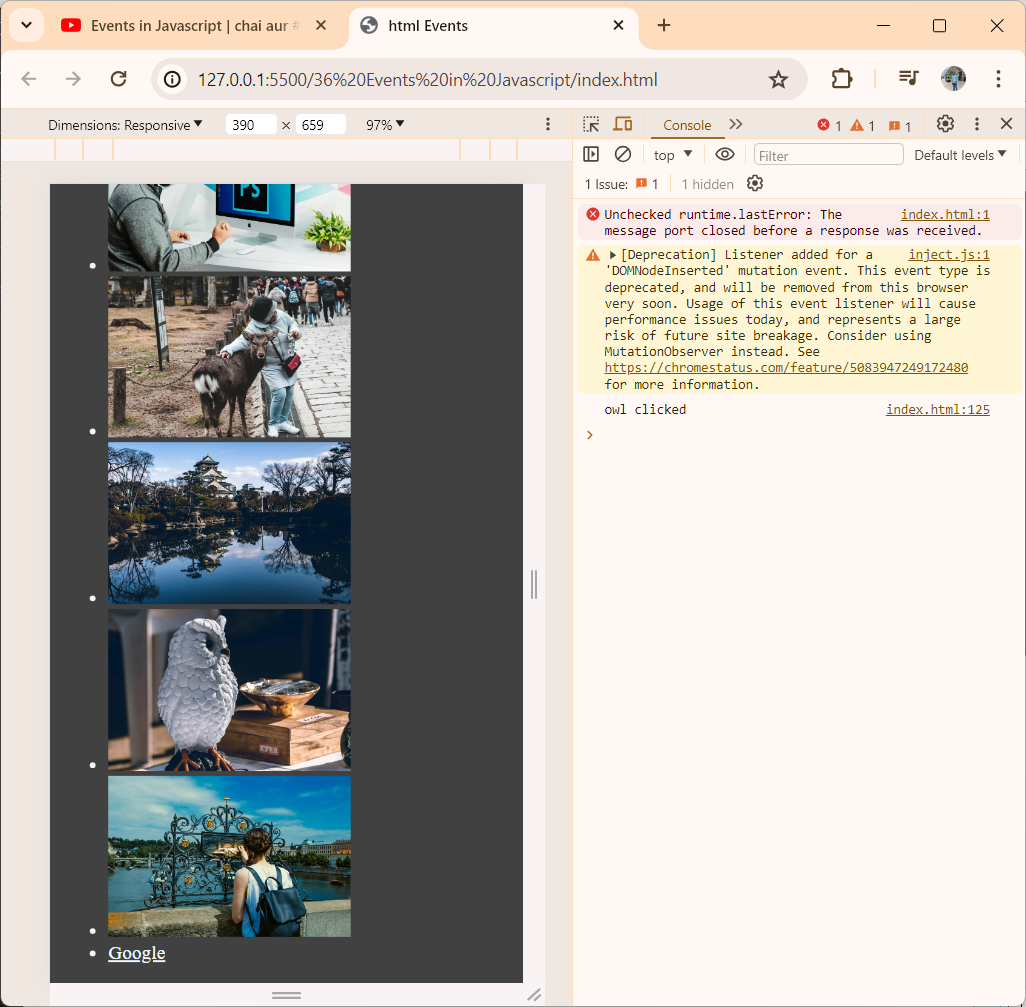 Events in Javascript | chai aur #
html Events
127.0.0.1:5500/36%20Events%20in%20Javascript/index.html
Dimensions: Responsive 390 × 659 97%
Console 1 1 1
top Filter Default levels
1 Issue: 1 1 hidden
Unchecked runtime.lastError: The index.html:1
message port closed before a response was received.
[Deprecation] Listener added for a inject.js:1
'DOMNodeInserted' mutation event. This event type is
deprecated, and will be removed from this browser
very soon. Usage of this event listener will cause
performance issues today, and represents a large
risk of future site breakage. Consider using
MutationObserver instead. See
https://chromestatus.com/feature/5083947249172480
for more information.
owl clicked index.html:125
PS
Google